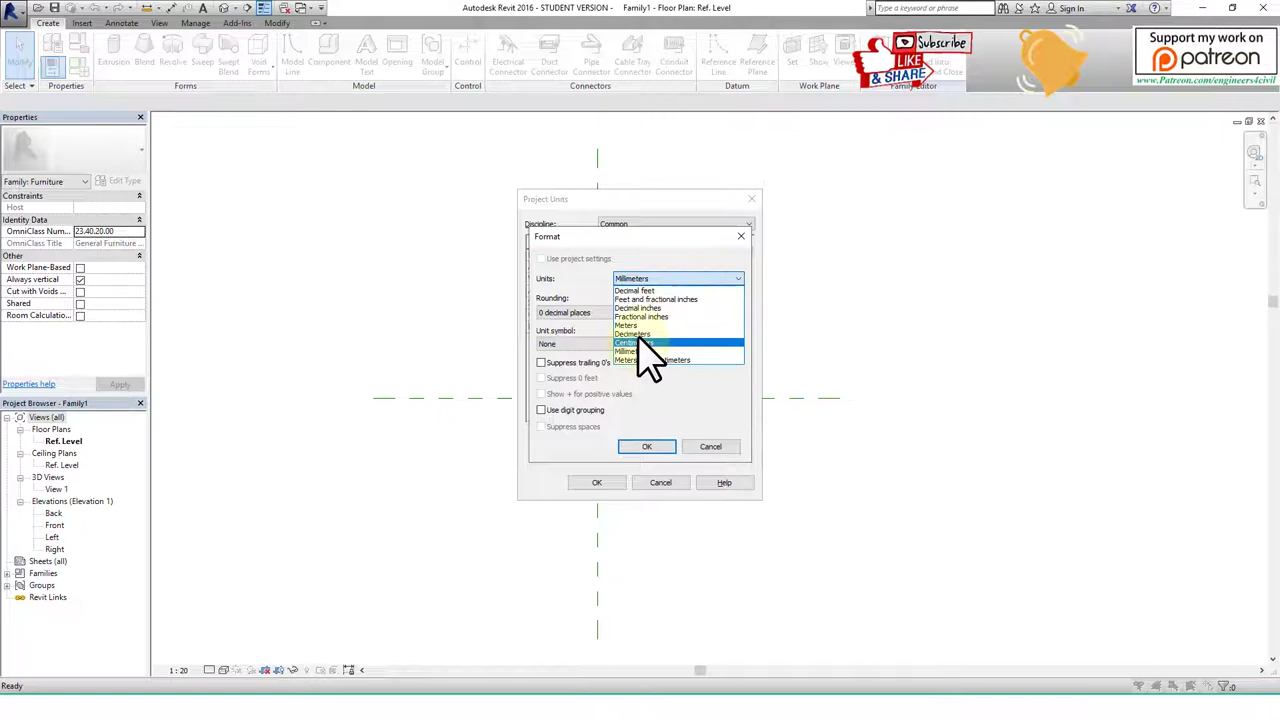 Autodesk Revit 2016 - STUDENT VERSION - Family1 - Floor Plan: Ref. Level
Type a keyword or phrase
Sign In
Create Insert Annotate View Manage Add-Ins Modify
Modify
Extrusion Blend Revolve Sweep Swept Blend Void Forms
Model Line Component Model Text Opening Model Group
Control
Electrical Connector Duct Connector Pipe Connector Cable Tray Connector Conduit Connector
Reference Line Reference Plane
Set Show
Select Properties Forms Model Control Connectors Datum Work Plane Family Editor
Subscribe
LIKE
& SHARE
Support my work on
patreon
www.Patreon.com/engineers4civil
Properties
Family: Furniture Edit Type
Constraints
Host
Identity Data
OmniClass Num... 23.40.20.00
OmniClass Title General Furniture ...
Other
Work Plane-Based
Always vertical
Cut with Voids ...
Shared
Room Calculatio...
Properties help Apply
Project Browser - Family1
Views (all)
Floor Plans
Ref. Level
Ceiling Plans
Ref. Level
3D Views
View 1
Elevations (Elevation 1)
Back
Front
Left
Right
Sheets (all)
Families
Groups
Revit Links
Project Units
Discipline: Common
Format
Use project settings
Units: Millimeters
Decimal feet
Feet and fractional inches
Decimal inches
Fractional inches
Meters
Decimeters
Rounding:
0 decimal places
Unit symbol:
None
Suppress trailing 0's
Suppress 0 feet
Show + for positive values
Use digit grouping
Suppress spaces
OK Cancel
OK Cancel Help
1 : 20
Ready
:0